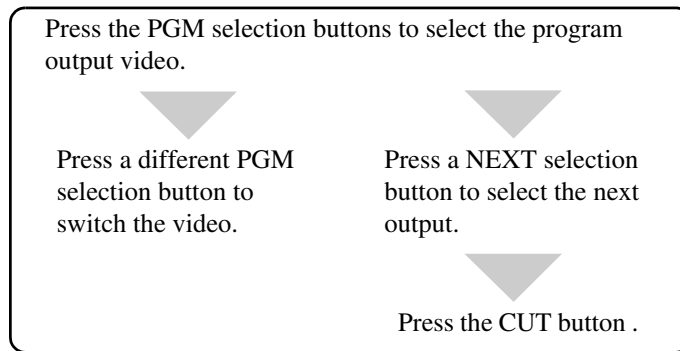 Press the PGM selection buttons to select the program
output video.
Press a different PGM
selection button to
switch the video.
Press a NEXT selection
button to select the next
output.
Press the CUT button .